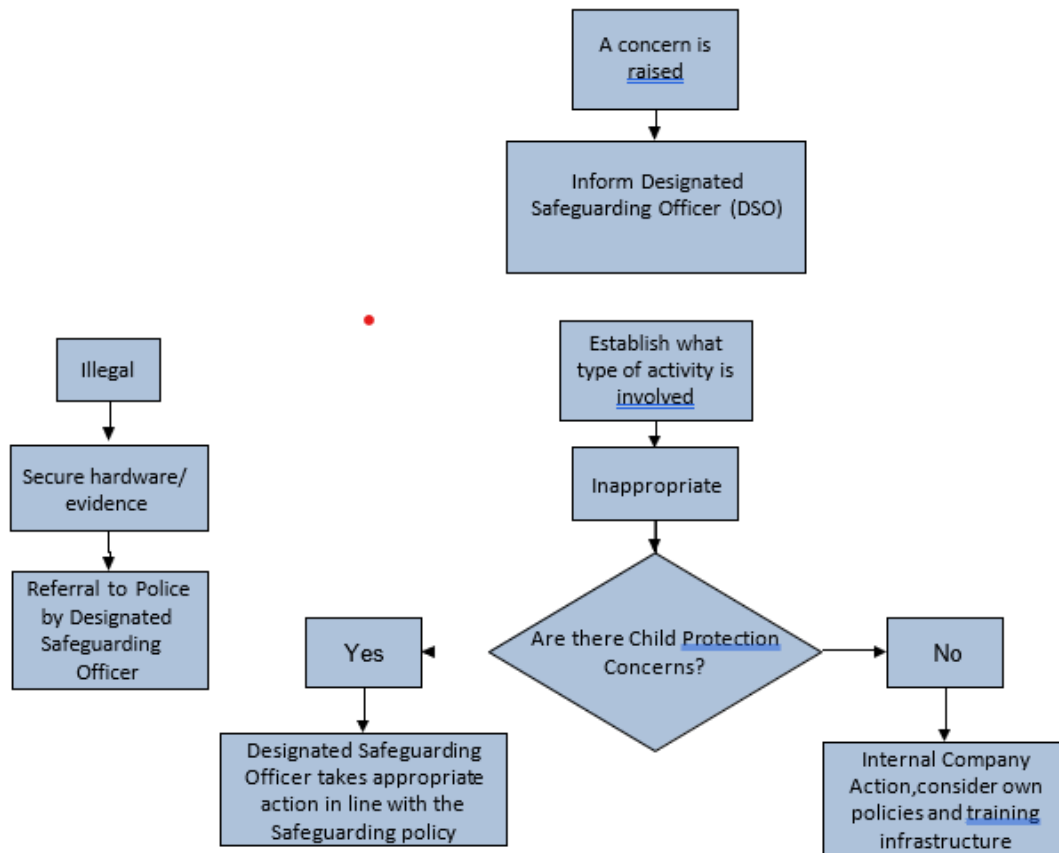 A concern is
raised
Inform Designated
Safeguarding Officer (DSO)
Establish what
type of activity is
involved
Illegal
Secure hardware/
evidence
Referral to Police
by Designated
Safeguarding
Officer
Inappropriate
Are there Child Protection
Concerns?
Yes
No
Designated Safeguarding
Officer takes appropriate
action in line with the
Safeguarding policy
Internal Company
Action,consider own
policies and training
infrastructure